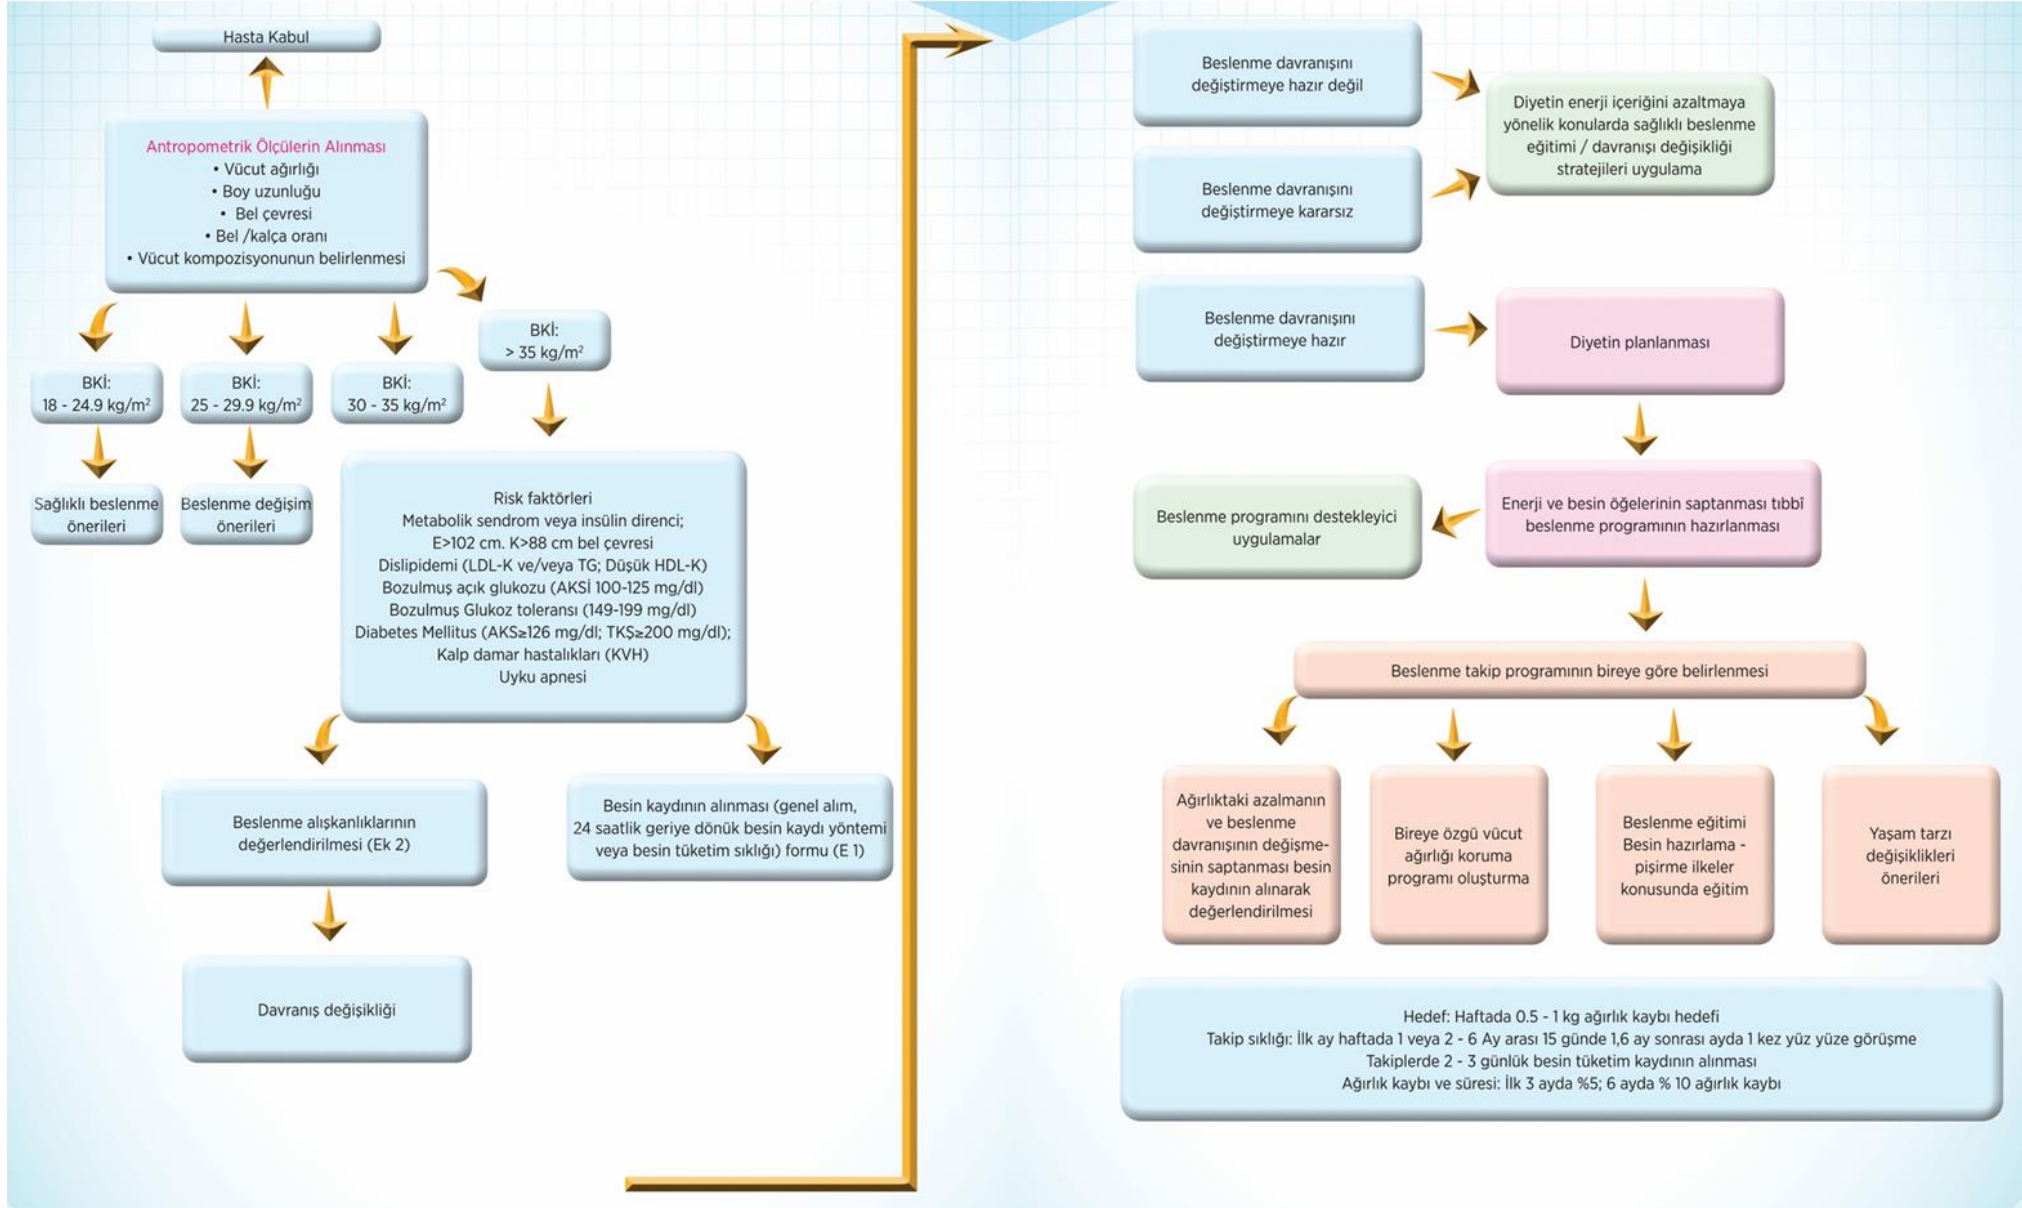 Hasta Kabul
Antropometrik Ölçülerin Alınması
• Vücut ağırlığı
• Boy uzunluğu
• Bel çevresi
• Bel /kalça oranı
• Vücut kompozisyonunun belirlenmesi
BKİ:
18 - 24.9 kg/m²
BKİ:
25 - 29.9 kg/m²
BKİ:
30 - 35 kg/m²
BKİ:
> 35 kg/m²
Sağlıklı beslenme
önerileri
Beslenme değişim
önerileri
Risk faktörleri
Metabolik sendrom veya insülin direnci;
E>102 cm. K>88 cm bel çevresi
Dislipidemi (LDL-K ve/veya TG; Düşük HDL-K)
Bozulmuş açık glukozu (AKSİ 100-125 mg/dl)
Bozulmuş Glukoz toleransı (149-199 mg/dl)
Diabetes Mellitus (AKS≥126 mg/dl; TKŞ≥200 mg/dl);
Kalp damar hastalıkları (KVH)
Uyku apnesi
Beslenme alışkanlıklarının
değerlendirilmesi (Ek 2)
Besin kaydının alınması (genel alım,
24 saatlik geriye dönük besin kaydı yöntemi
veya besin tüketim sıklığı) formu (E 1)
Davranış değişikliği
Beslenme davranışını
değiştirmeye hazır değil
Beslenme davranışını
değiştirmeye kararsız
Diyetin enerji içeriğini azaltmaya
yönelik konularda sağlıklı beslenme
eğitimi / davranışı değişikliği
stratejileri uygulama
Beslenme davranışını
değiştirmeye hazır
Diyetin planlanması
Enerji ve besin öğelerinin saptanması tıbbî
beslenme programının hazırlanması
Beslenme programını destekleyici
uygulamalar
Beslenme takip programının bireye göre belirlenmesi
Ağırlıktaki azalmanın
ve beslenme
davranışının değişme-
sinin saptanması besin
kaydının alınarak
değerlendirilmesi
Bireye özgü vücut
ağırlığı koruma
programı oluşturma
Beslenme eğitimi
Besin hazırlama -
pişirme ilkeler
konusunda eğitim
Yaşam tarzı
değişiklikleri
önerileri
Hedef: Haftada 0.5 - 1 kg ağırlık kaybı hedefi
Takip sıklığı: İlk ay haftada 1 veya 2 - 6 Ay arası 15 günde 1,6 ay sonrası ayda 1 kez yüz yüze görüşme
Takiplerde 2 - 3 günlük besin tüketim kaydının alınması
Ağırlık kaybı ve süresi: İlk 3 ayda %5; 6 ayda % 10 ağırlık kaybı